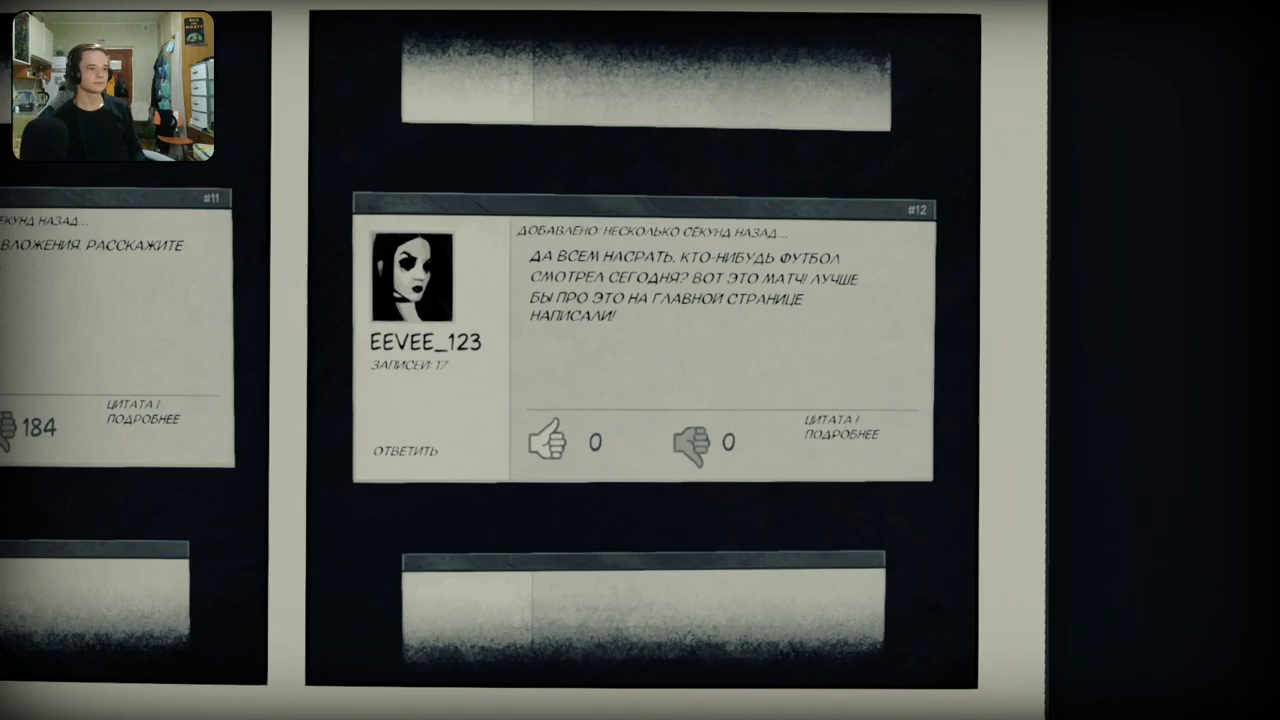 #11
ЕКУНД НАЗАД...
ВЛОЖЕНИЯ. РАССКАЖИТЕ
184
ЦИТАТА /
ПОДРОБНЕЕ
#12
ДОБАВЛЕНО: НЕСКОЛЬКО СЕКУНД НАЗАД...
ДА ВСЕМ НАСРАТЬ, КТО-НИБУДЬ ФУТБОЛ
СМОТРЕЛ СЕГОДНЯ? ВОТ ЭТО МАТЧ! ЛУЧШЕ
БЫ ПРО ЭТО НА ГЛАВНОЙ СТРАНИЦЕ
НАПИСАЛИ!
EEVEE_123
ЗАПИСЕЙ: 17
ОТВЕТИТЬ
0
0
ЦИТАТА /
ПОДРОБНЕЕ